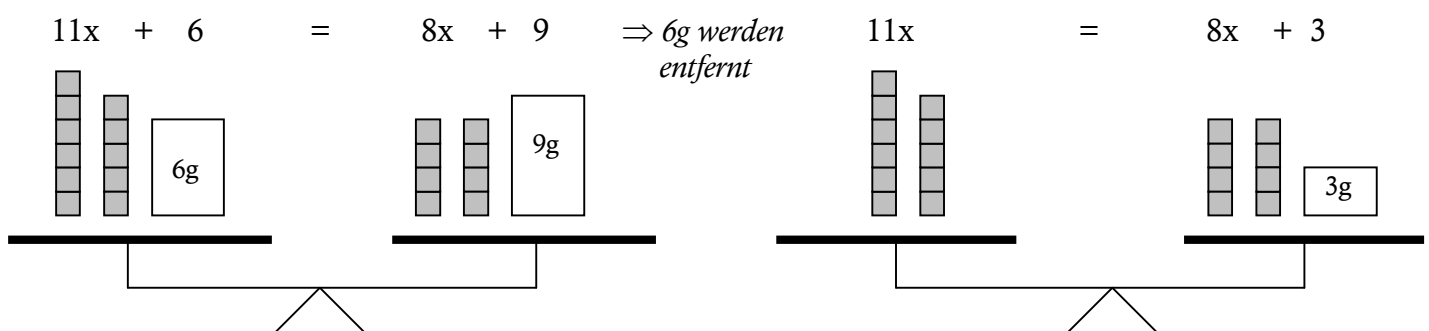 11x + 6 = 8x + 9 ⇒ 6g werden 11x = 8x + 3
entfernt
6g 9g 3g